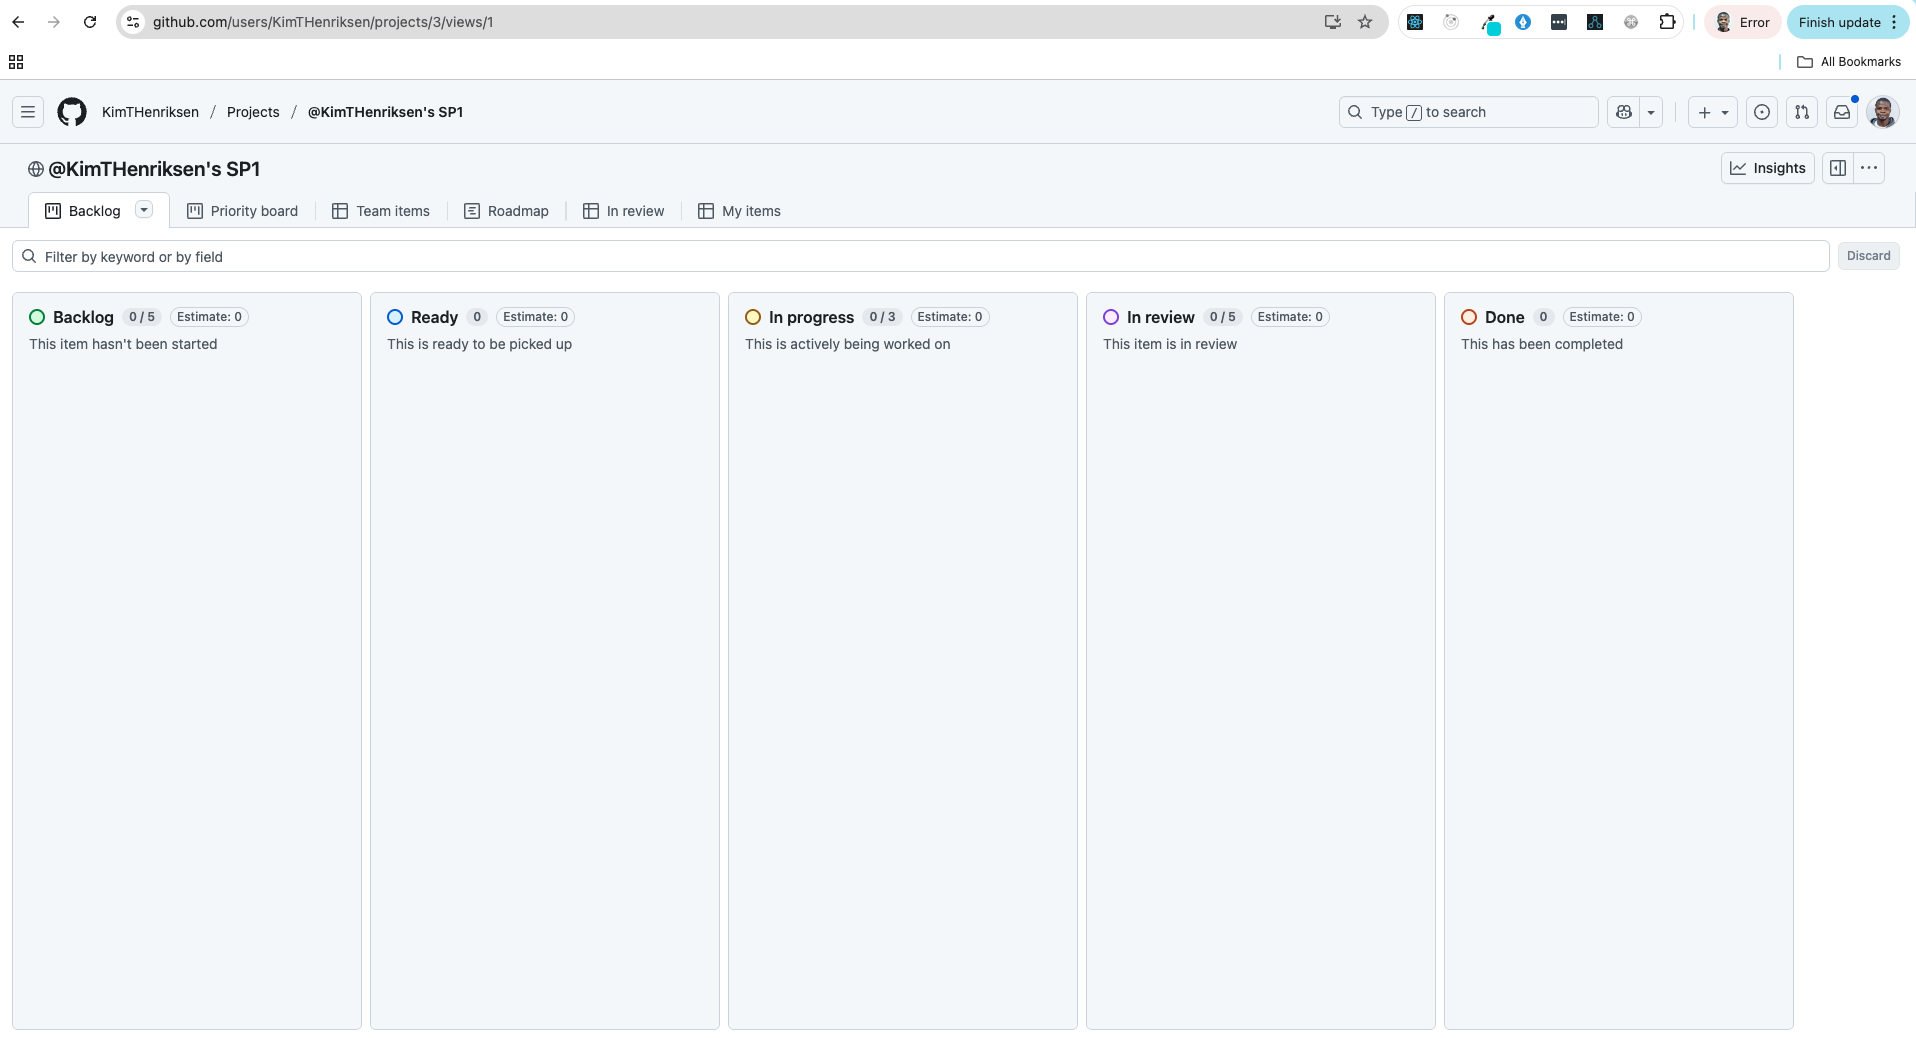 github.com/users/KimTHenriksen/projects/3/views/1
Error
Finish update
All Bookmarks
KimTHenriksen / Projects / @KimTHenriksen's SP1
Type / to search
@KimTHenriksen's SP1
Insights
Backlog
Priority board
Team items
Roadmap
In review
My items
Filter by keyword or by field
Discard
Backlog 0 / 5 Estimate: 0
This item hasn't been started
Ready 0 Estimate: 0
This is ready to be picked up
In progress 0 / 3 Estimate: 0
This is actively being worked on
In review 0 / 5 Estimate: 0
This item is in review
Done 0 Estimate: 0
This has been completed